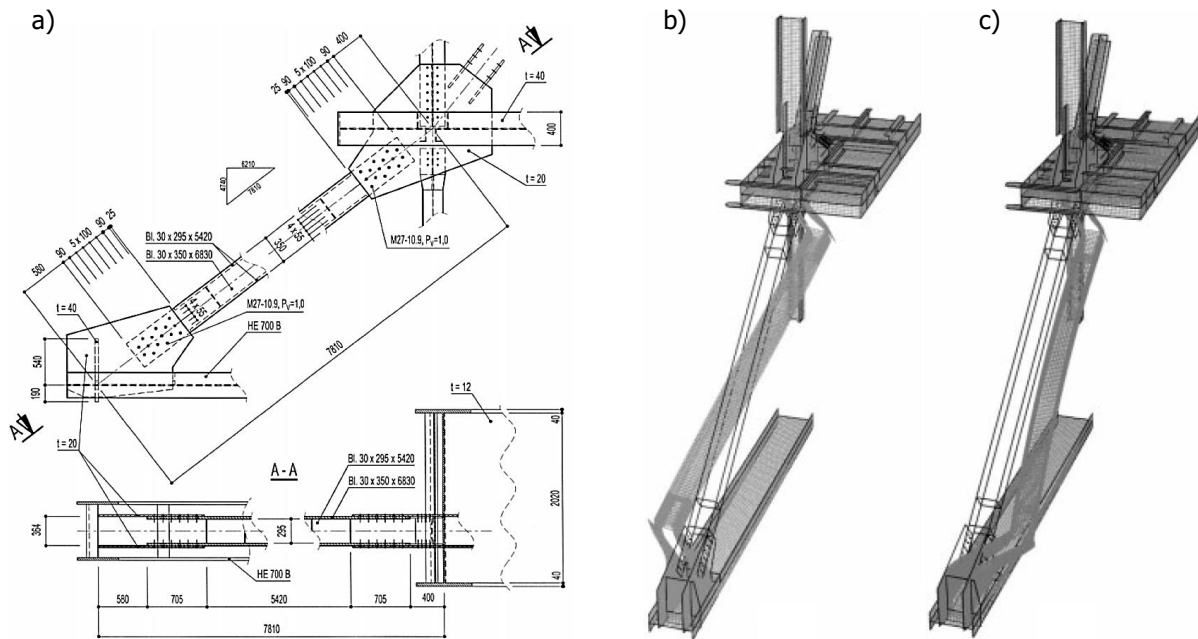 a)
b)
c)
A
25
90
5 x 100
90
400
t = 40
400
t = 20
6210
4740
7810
M27-10.9, Pv=1,0
350
4 x 55
Bl. 30 x 295 x 5420
Bl. 30 x 350 x 6830
580
90
5 x 100
90
25
t = 40
4 x 55
M27-10.9, Pv=1,0
HE 700 B
540
190
7810
A
t = 20
A - A
t = 12
40
Bl. 30 x 295 x 5420
Bl. 30 x 350 x 6830
2020
364
295
HE 700 B
40
580
705
5420
705
400
7810